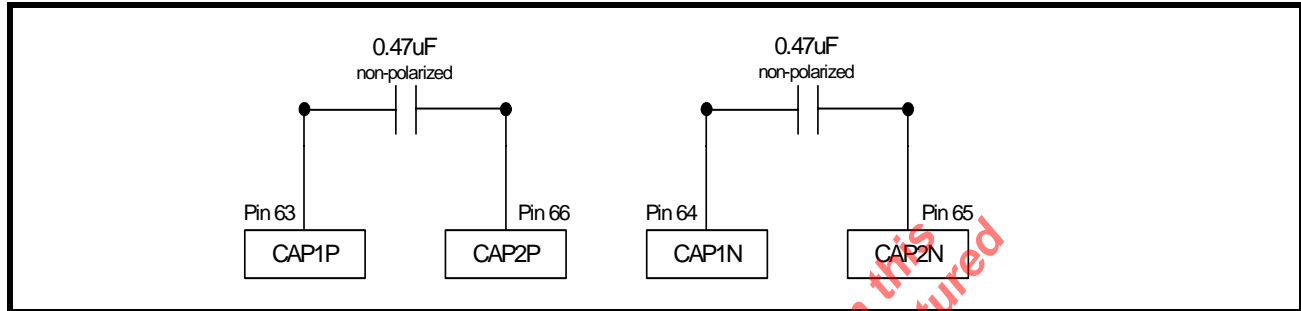 0.47uF
non-polarized
0.47uF
non-polarized
Pin 63
Pin 66
Pin 64
Pin 65
CAP1P
CAP2P
CAP1N
CAP2N
this